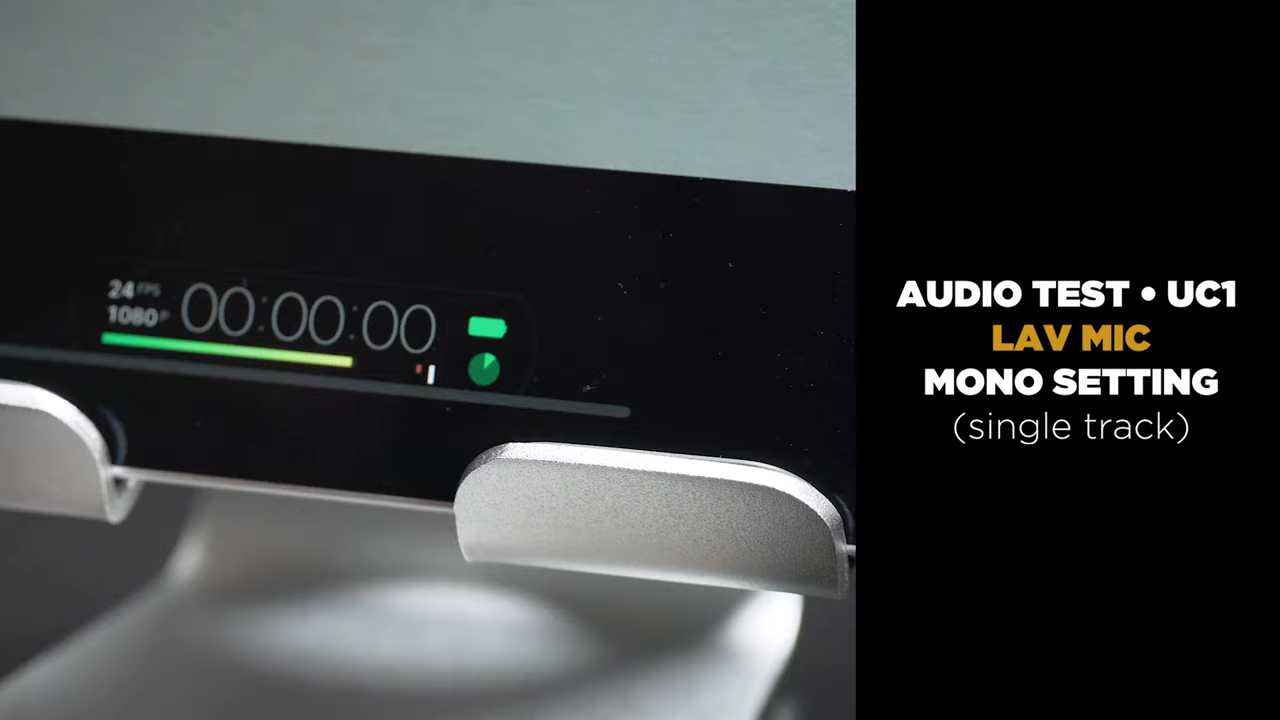 24 FPS
1080P
00:00:00
AUDIO TEST • UC1
LAV MIC
MONO SETTING
(single track)